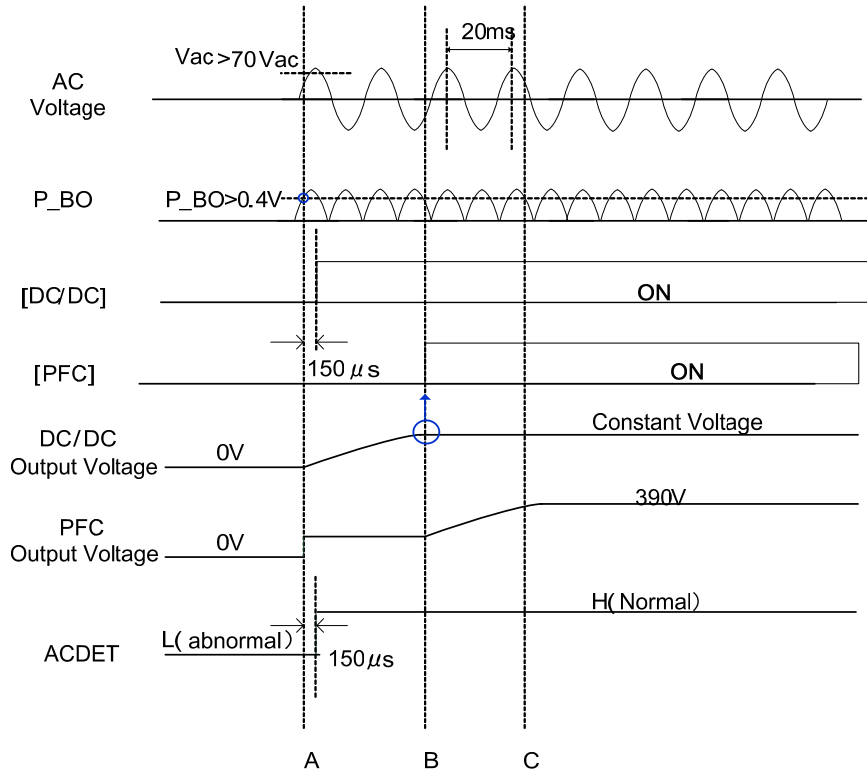 20ms
Vac>70Vac
AC
Voltage
P_BO
P_BO>0.4V
[DC/DC]
ON
150μs
[PFC]
ON
DC/DC
Output Voltage
0V
Constant Voltage
PFC
Output Voltage
0V
390V
ACDET
L(abnormal)
H(Normal)
150μs
A
B
C